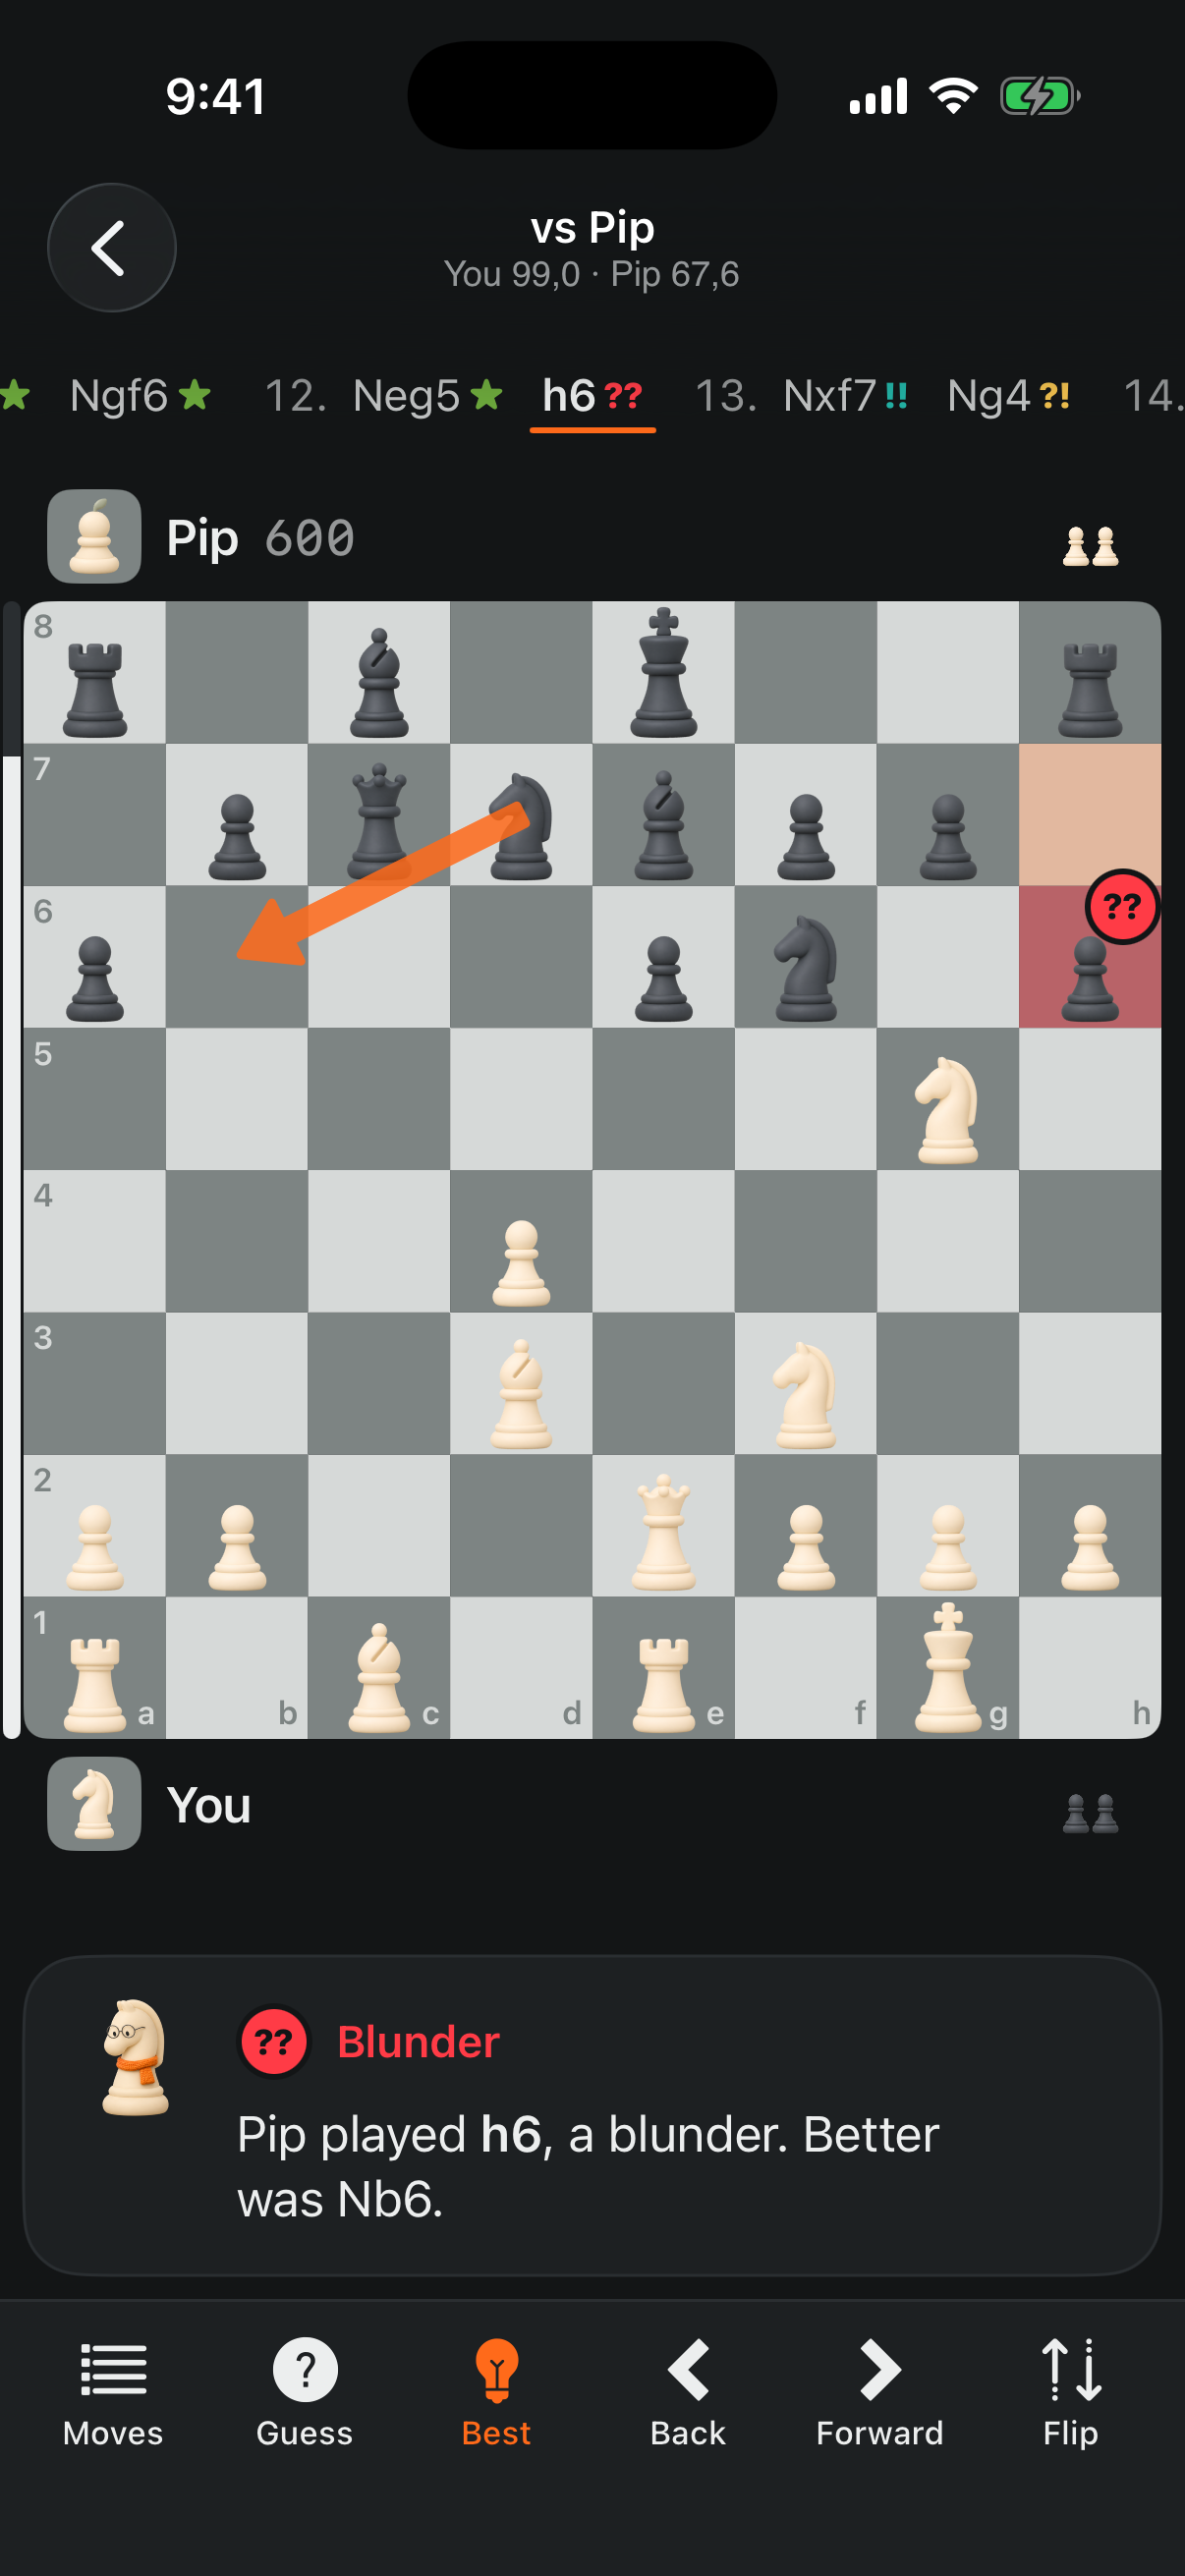 9:41
vs Pip
You 99,0 · Pip 67,6
Ngf6 12. Neg5 h6 ?? 13. Nxf7 !! Ng4 ?! 14.
Pip 600
8
7
??
6
5
4
3
2
1
a b c d e f g h
You
?? Blunder
Pip played h6, a blunder. Better
was Nb6.
?
Moves Guess Best Back Forward Flip